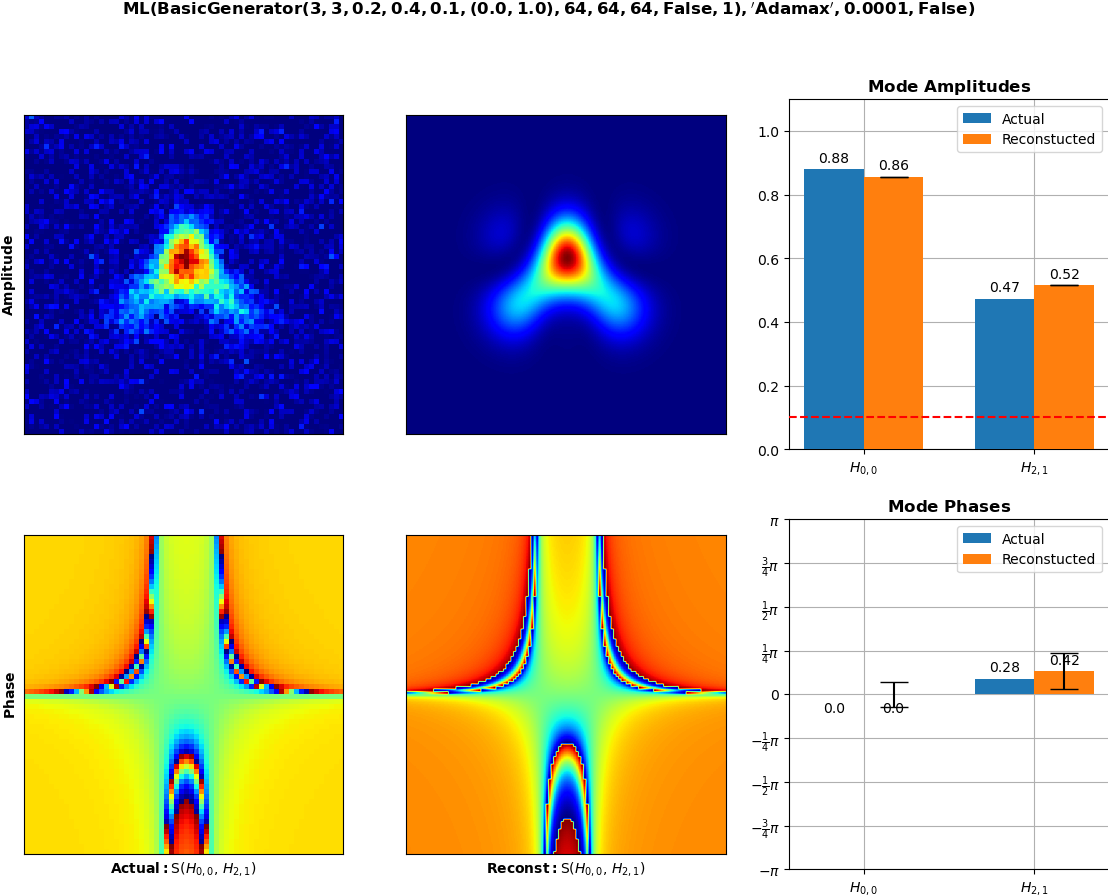 ML(BasicGenerator(3, 3, 0.2, 0.4, 0.1, (0.0, 1.0), 64, 64, 64, False, 1), 'Adamax', 0.0001, False)
Mode Amplitudes
Amplitude
1.0
0.8
0.6
0.4
0.2
0.0
Actual
Reconstucted
0.88
0.86
0.47
0.52
H0,0
H2,1
Mode Phases
Phase
π
3/4π
1/2π
1/4π
0
−1/4π
−1/2π
−3/4π
−π
Actual
Reconstucted
0.0
0.0
0.28
0.42
H0,0
H2,1
Actual: S(H0,0, H2,1)
Reconst: S(H0,0, H2,1)